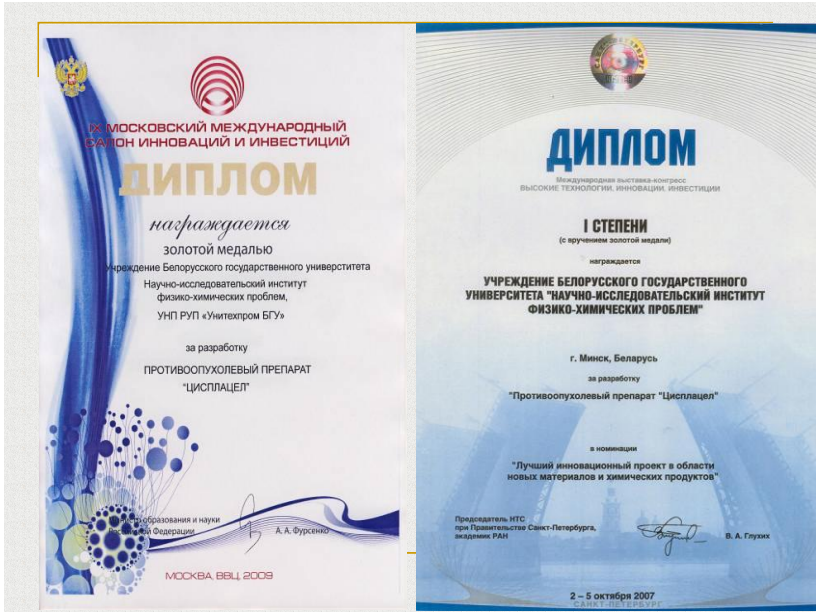 IX МОСКОВСКИЙ МЕЖДУНАРОДНЫЙ
САЛОН ИННОВАЦИЙ И ИНВЕСТИЦИЙ
ДИПЛОМ
награждается
золотой медалью
Учреждение Белорусского государственного университета
Научно-исследовательский институт
физико-химических проблем,
УНП РУП «Унитехпром БГУ»
за разработку
ПРОТИВООПУХОЛЕВЫЙ ПРЕПАРАТ
"ЦИСПЛАЦЕЛ"
Министр образования и науки
Российской Федерации
А. А. Фурсенко
МОСКВА, ВВЦ, 2009
ДИПЛОМ
Международная выставка-конгресс
ВЫСОКИЕ ТЕХНОЛОГИИ, ИННОВАЦИИ, ИНВЕСТИЦИИ
I СТЕПЕНИ
(с вручением золотой медали)
награждается
УЧРЕЖДЕНИЕ БЕЛОРУССКОГО ГОСУДАРСТВЕННОГО
УНИВЕРСИТЕТА "НАУЧНО-ИССЛЕДОВАТЕЛЬСКИЙ ИНСТИТУТ
ФИЗИКО-ХИМИЧЕСКИХ ПРОБЛЕМ"
г. Минск, Беларусь
за разработку
"Противоопухолевый препарат "Цисплацел"
в номинации
"Лучший инновационный проект в области
новых материалов и химических продуктов"
Председатель НТС
при Правительстве Санкт-Петербурга,
академик РАН
В. А. Глухих
2 – 5 октября 2007
САНКТ-ПЕТЕРБУРГ